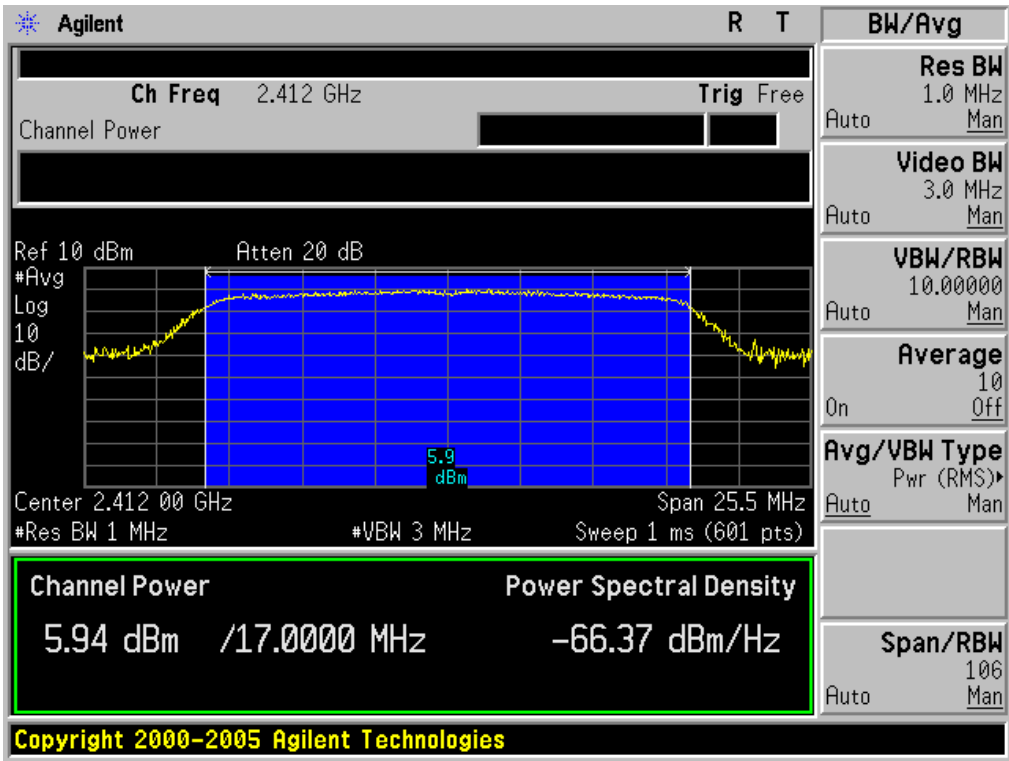 Agilent R T
Ch Freq 2.412 GHz Trig Free
Channel Power
Ref 10 dBm Atten 20 dB
#Avg
Log
10
dB/
5.9
dBm
Center 2.412 00 GHz Span 25.5 MHz
#Res BW 1 MHz #VBW 3 MHz Sweep 1 ms (601 pts)
Channel Power Power Spectral Density
5.94 dBm /17.0000 MHz -66.37 dBm/Hz
Copyright 2000-2005 Agilent Technologies
BW/Avg
Res BW
1.0 MHz
Auto Man
Video BW
3.0 MHz
Auto Man
VBW/RBW
10.00000
Auto Man
Average
10
On Off
Avg/VBW Type
Pwr (RMS)▸
Auto Man
Span/RBW
106
Auto Man